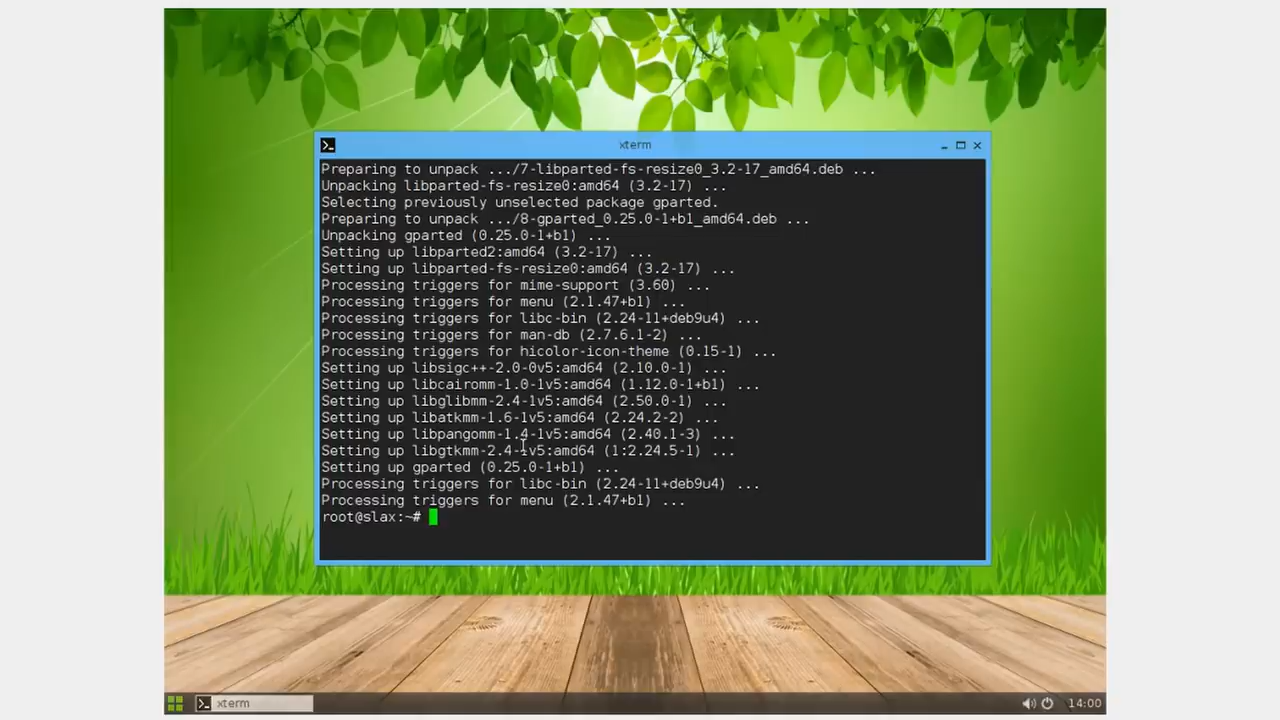 xterm
Preparing to unpack .../7-libparted-fs-resize0_3.2-17_amd64.deb ...
Unpacking libparted-fs-resize0:amd64 (3.2-17) ...
Selecting previously unselected package gparted.
Preparing to unpack .../8-gparted_0.25.0-1+b1_amd64.deb ...
Unpacking gparted (0.25.0-1+b1) ...
Setting up libparted2:amd64 (3.2-17) ...
Setting up libparted-fs-resize0:amd64 (3.2-17) ...
Processing triggers for mime-support (3.60) ...
Processing triggers for menu (2.1.47+b1) ...
Processing triggers for libc-bin (2.24-11+deb9u4) ...
Processing triggers for man-db (2.7.6.1-2) ...
Processing triggers for hicolor-icon-theme (0.15-1) ...
Setting up libsigc++-2.0-0v5:amd64 (2.10.0-1) ...
Setting up libcairomm-1.0-1v5:amd64 (1.12.0-1+b1) ...
Setting up libglibmm-2.4-1v5:amd64 (2.50.0-1) ...
Setting up libatkmm-1.6-1v5:amd64 (2.24.2-2) ...
Setting up libpangomm-1.4-1v5:amd64 (2.40.1-3) ...
Setting up libgtkmm-2.4-1v5:amd64 (1:2.24.5-1) ...
Setting up gparted (0.25.0-1+b1) ...
Processing triggers for libc-bin (2.24-11+deb9u4) ...
Processing triggers for menu (2.1.47+b1) ...
root@slax:~#
xterm
14:00